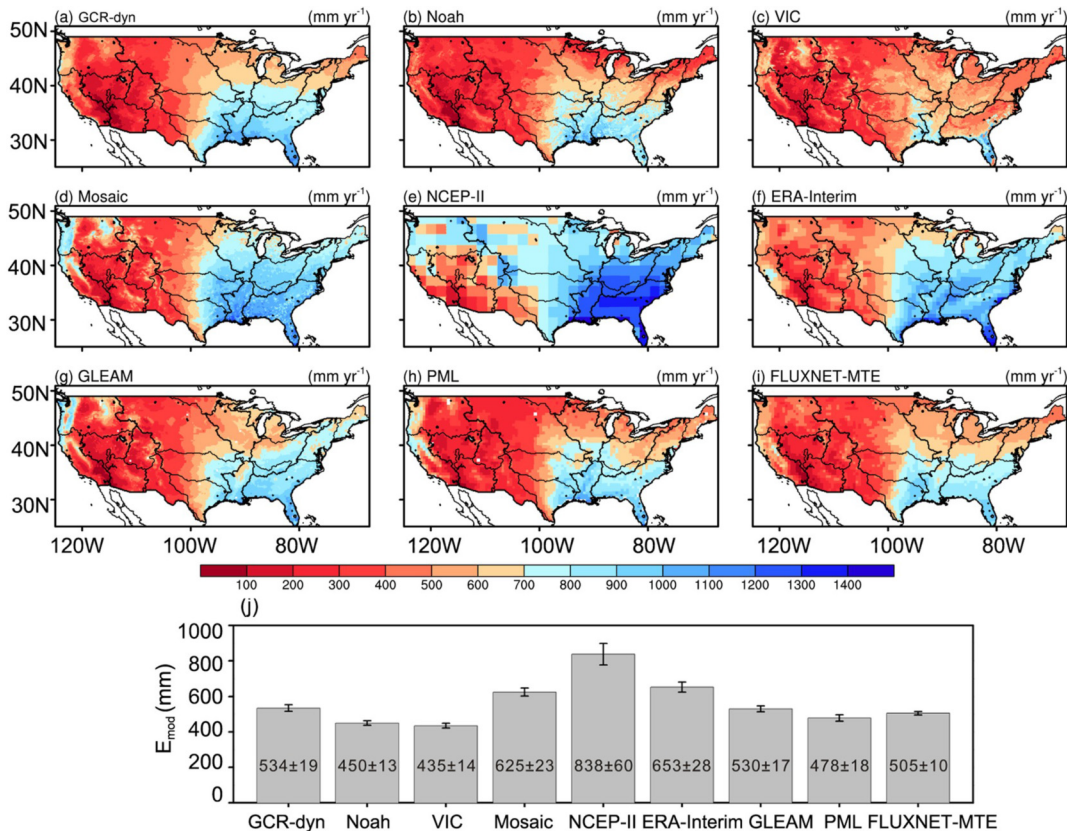 (a) GCR-dyn (mm yr-1) (b) Noah (mm yr-1) (c) VIC (mm yr-1)
50N
40N
30N
(d) Mosaic (mm yr-1) (e) NCEP-II (mm yr-1) (f) ERA-Interim (mm yr-1)
50N
40N
30N
(g) GLEAM (mm yr-1) (h) PML (mm yr-1) (i) FLUXNET-MTE (mm yr-1)
50N
40N
30N
120W 100W 80W 120W 100W 80W 120W 100W 80W
100 200 300 400 500 600 700 800 900 1000 1100 1200 1300 1400
(j)
1000
800
600
400
200
0
Emod (mm)
534±19 450±13 435±14 625±23 838±60 653±28 530±17 478±18 505±10
GCR-dyn Noah VIC Mosaic NCEP-II ERA-Interim GLEAM PML FLUXNET-MTE